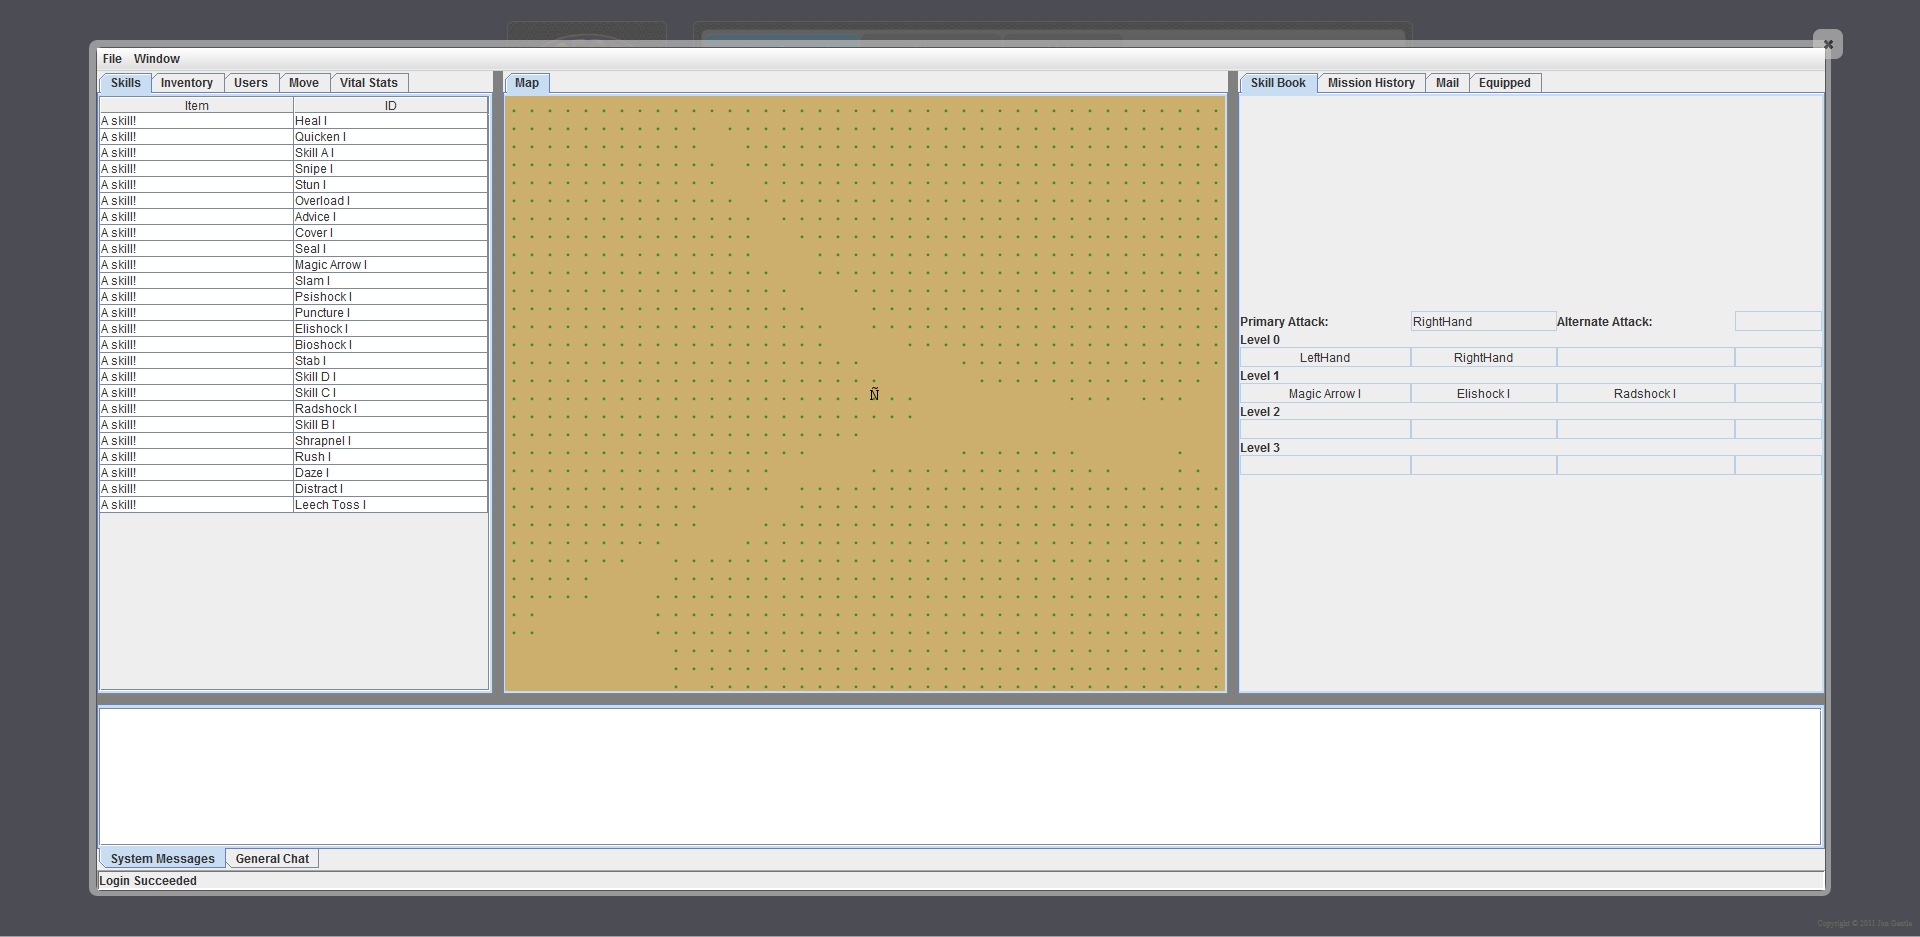 File Window
Skills Inventory Users Move Vital Stats
Item ID
A skill! Heal I
A skill! Quicken I
A skill! Skill A I
A skill! Snipe I
A skill! Stun I
A skill! Overload I
A skill! Advice I
A skill! Cover I
A skill! Seal I
A skill! Magic Arrow I
A skill! Slam I
A skill! Psishock I
A skill! Puncture I
A skill! Elishock I
A skill! Bioshock I
A skill! Stab I
A skill! Skill D I
A skill! Skill C I
A skill! Radshock I
A skill! Skill B I
A skill! Shrapnel I
A skill! Rush I
A skill! Daze I
A skill! Distract I
A skill! Leech Toss I
Map
Ñ
Skill Book Mission History Mail Equipped
Primary Attack: RightHand Alternate Attack:
Level 0
LeftHand RightHand
Level 1
Magic Arrow I Elishock I Radshock I
Level 2
Level 3
System Messages General Chat
Login Succeeded
Copyright © 2011 Jon Gentle